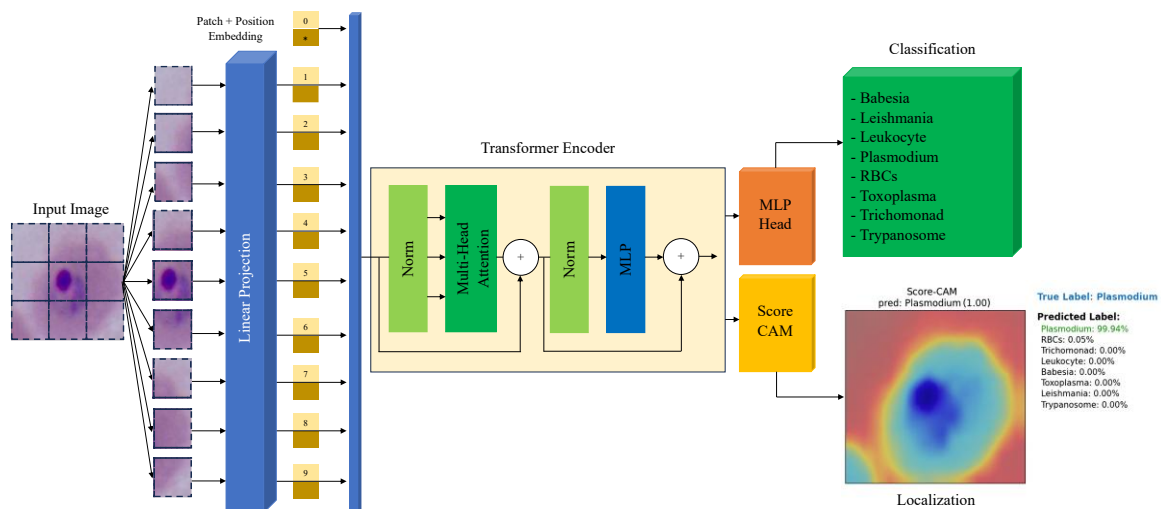 Patch + Position
Embedding
0
*
1
2
3
4
5
6
7
8
9
Input Image
Linear Projection
Transformer Encoder
Norm
Multi-Head
Attention
+
Norm
MLP
+
MLP
Head
Score
CAM
Classification
- Babesia
- Leishmania
- Leukocyte
- Plasmodium
- RBCs
- Toxoplasma
- Trichomonad
- Trypanosome
Score-CAM
pred: Plasmodium (1.00)
True Label: Plasmodium
Predicted Label:
Plasmodium: 99.94%
RBCs: 0.05%
Trichomonad: 0.00%
Leukocyte: 0.00%
Babesia: 0.00%
Toxoplasma: 0.00%
Leishmania: 0.00%
Trypanosome: 0.00%
Localization